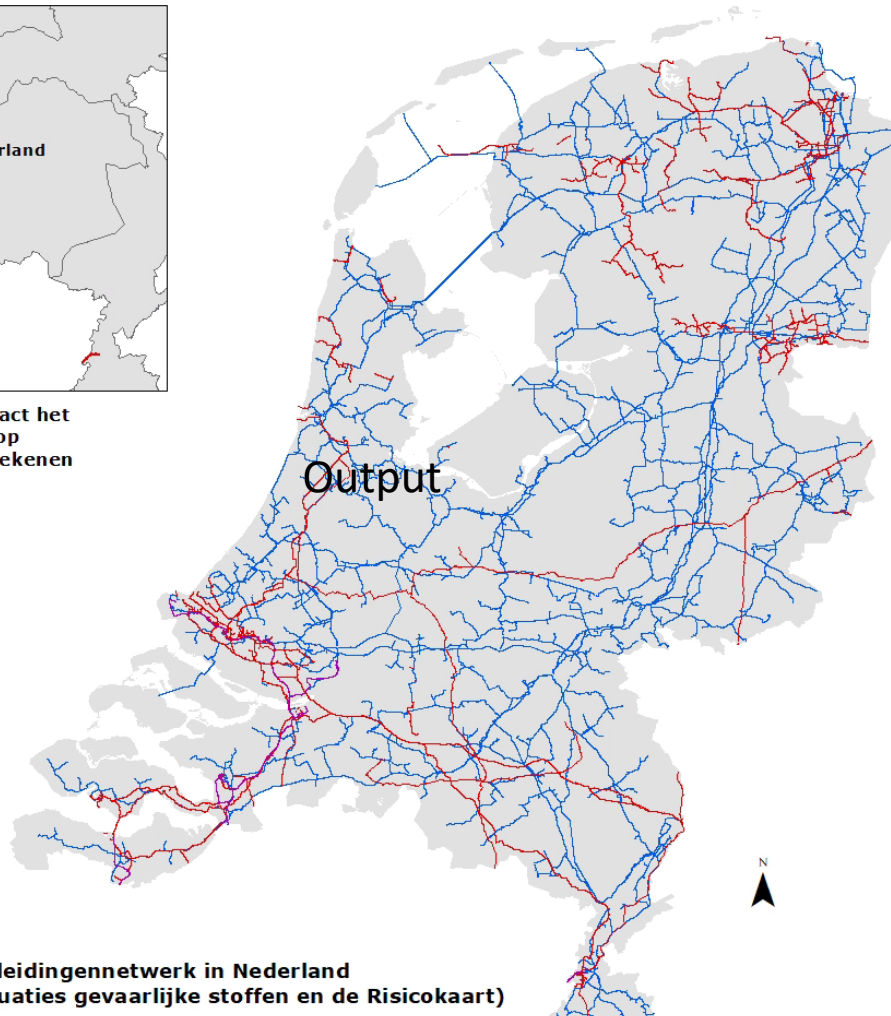 rland
act het
op
ekenen
Output
N
leidingennetwerk in Nederland
uaties gevaarlijke stoffen en de Risicokaart)